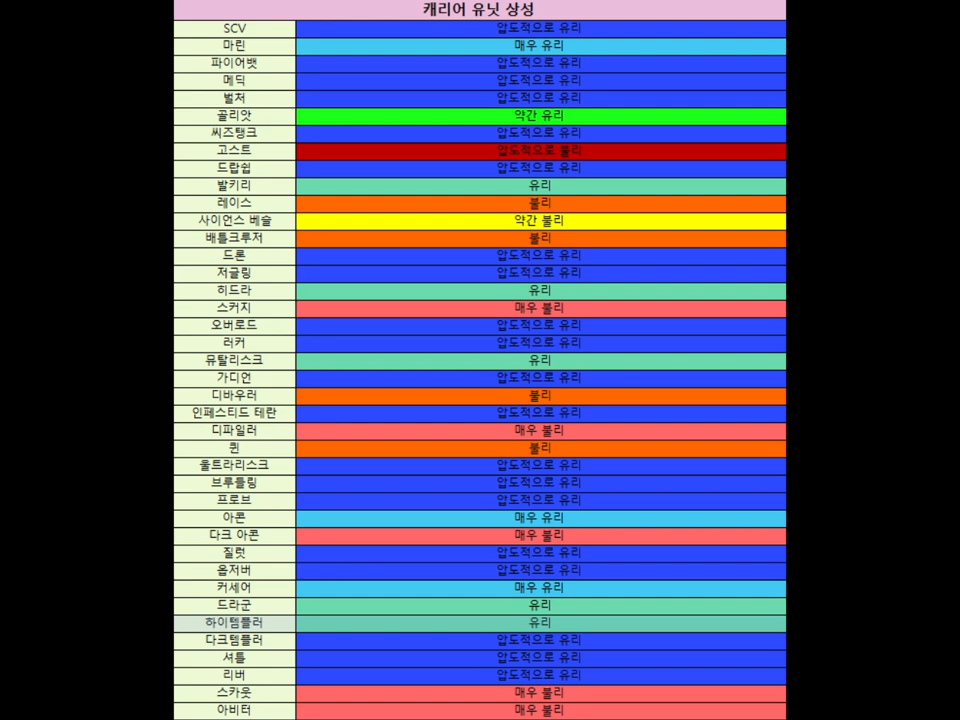 캐리어 유닛 상성
SCV 압도적으로 유리
마린 매우 유리
파이어뱃 압도적으로 유리
메딕 압도적으로 유리
벌처 압도적으로 유리
골리앗 약간 유리
씨즈탱크 압도적으로 유리
고스트 압도적으로 불리
드랍쉽 압도적으로 유리
발키리 유리
레이스 불리
사이언스 베슬 약간 불리
배틀크루저 불리
드론 압도적으로 유리
저글링 압도적으로 유리
히드라 유리
스커지 매우 불리
오버로드 압도적으로 유리
러커 압도적으로 유리
뮤탈리스크 유리
가디언 압도적으로 유리
디바우러 불리
인페스티드 테란 압도적으로 유리
디파일러 매우 불리
퀸 불리
울트라리스크 압도적으로 유리
브루들링 압도적으로 유리
프로브 압도적으로 유리
아콘 매우 유리
다크 아콘 매우 불리
질럿 압도적으로 유리
옵저버 압도적으로 유리
커세어 매우 유리
드라군 유리
하이템플러 유리
다크템플러 압도적으로 유리
셔틀 압도적으로 유리
리버 압도적으로 유리
스카웃 매우 불리
아비터 매우 불리